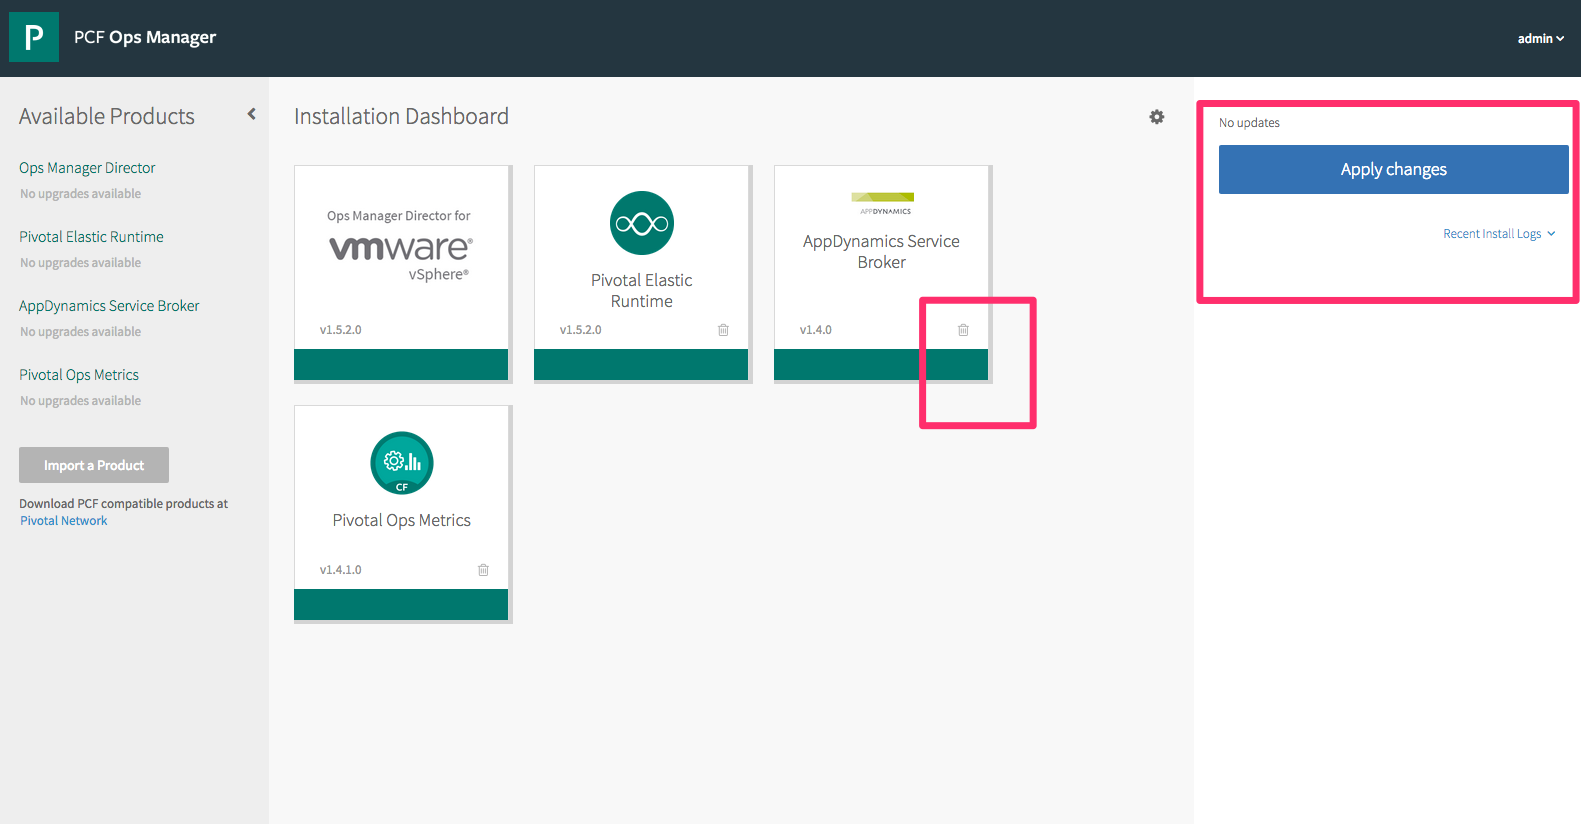 P
PCF Ops Manager
admin
Available Products
Ops Manager Director
No upgrades available
Pivotal Elastic Runtime
No upgrades available
AppDynamics Service Broker
No upgrades available
Pivotal Ops Metrics
No upgrades available
Import a Product
Download PCF compatible products at
Pivotal Network
Installation Dashboard
Ops Manager Director for
vmware®
vSphere®
v1.5.2.0
Pivotal Elastic
Runtime
v1.5.2.0
APPDYNAMICS
AppDynamics Service
Broker
v1.4.0
CF
Pivotal Ops Metrics
v1.4.1.0
No updates
Apply changes
Recent Install Logs